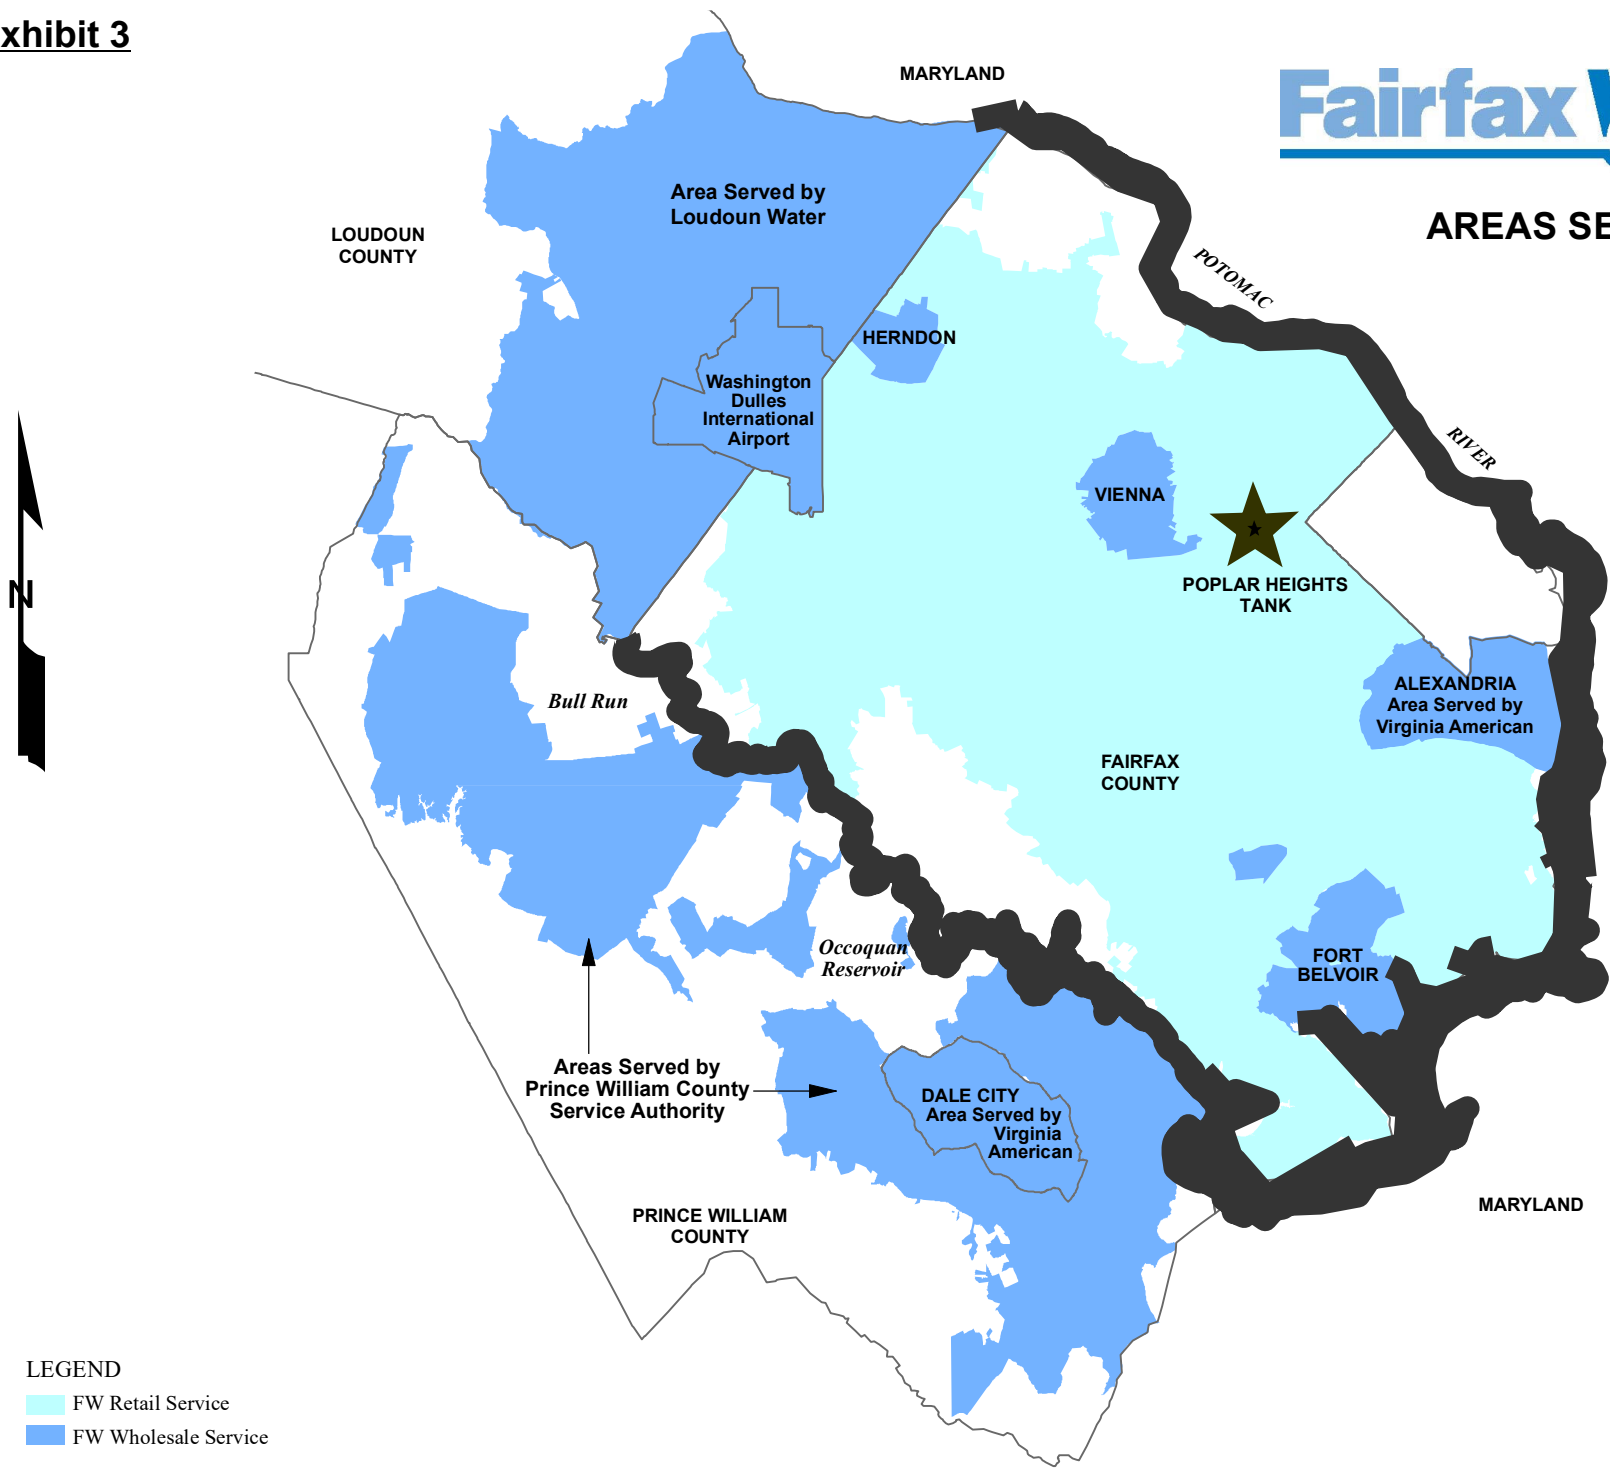 xhibit 3
MARYLAND
Fairfax
AREAS SE
Area Served by
Loudoun Water
LOUDOUN
COUNTY
POTOMAC
HERNDON
Washington
Dulles
International
Airport
RIVER
VIENNA
POPLAR HEIGHTS
TANK
N
Bull Run
ALEXANDRIA
Area Served by
Virginia American
FAIRFAX
COUNTY
Occoquan
Reservoir
FORT
BELVOIR
Areas Served by
Prince William County
Service Authority
DALE CITY
Area Served by
Virginia
American
PRINCE WILLIAM
COUNTY
MARYLAND
LEGEND
FW Retail Service
FW Wholesale Service